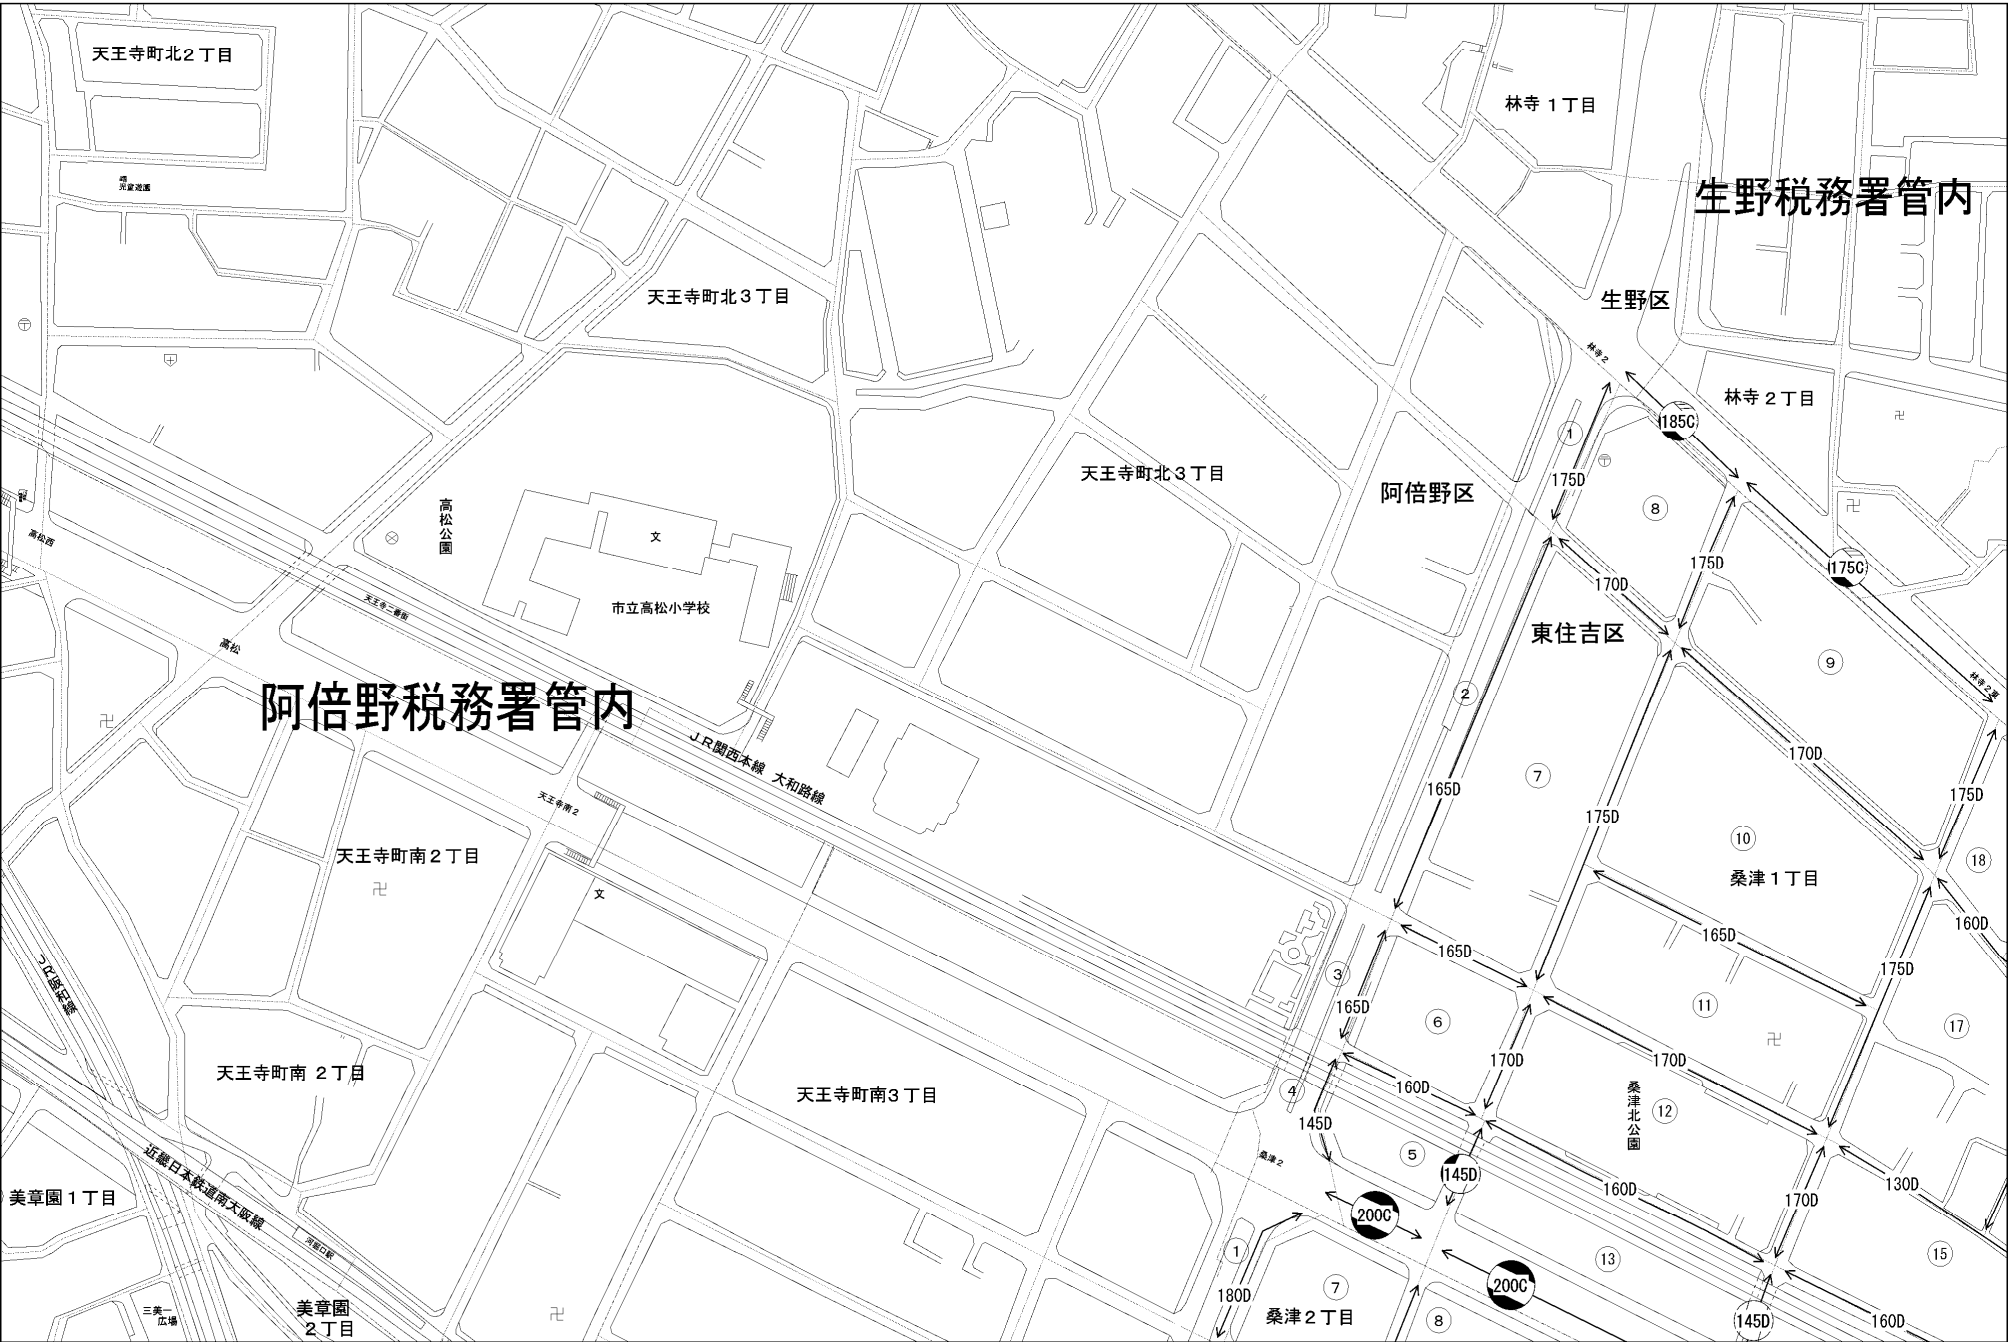 天王寺町北2丁目
林寺 1丁目
児童遊園
生野税務署管内
天王寺町北3丁目
生野区
林寺2
林寺 2丁目
185C
①
175D
天王寺町北3丁目
阿倍野区
高松公園
高松西
文
⑧
175D
175C
170D
天王寺二番街
市立高松小学校
高松
東住吉区
⑨
林寺2東
阿倍野税務署管内
②
JR関西本線 大和路線
170D
⑦
165D
175D
175D
天王寺南2
⑩
天王寺町南2丁目
文
桑津1丁目
⑱
160D
165D
165D
175D
③
JR阪和線
165D
⑪
⑥
⑰
170D
170D
天王寺町南 2丁目
160D
④
天王寺町南3丁目
桑津北公園
⑫
145D
⑤
桑津2
145D
160D
130D
近畿日本鉄道南大阪線
美章園1丁目
170D
200C
河堀口駅
①
⑬
⑮
200C
⑦
180D
美章園
2丁目
三美一
広場
桑津2丁目
⑧
145D
160D